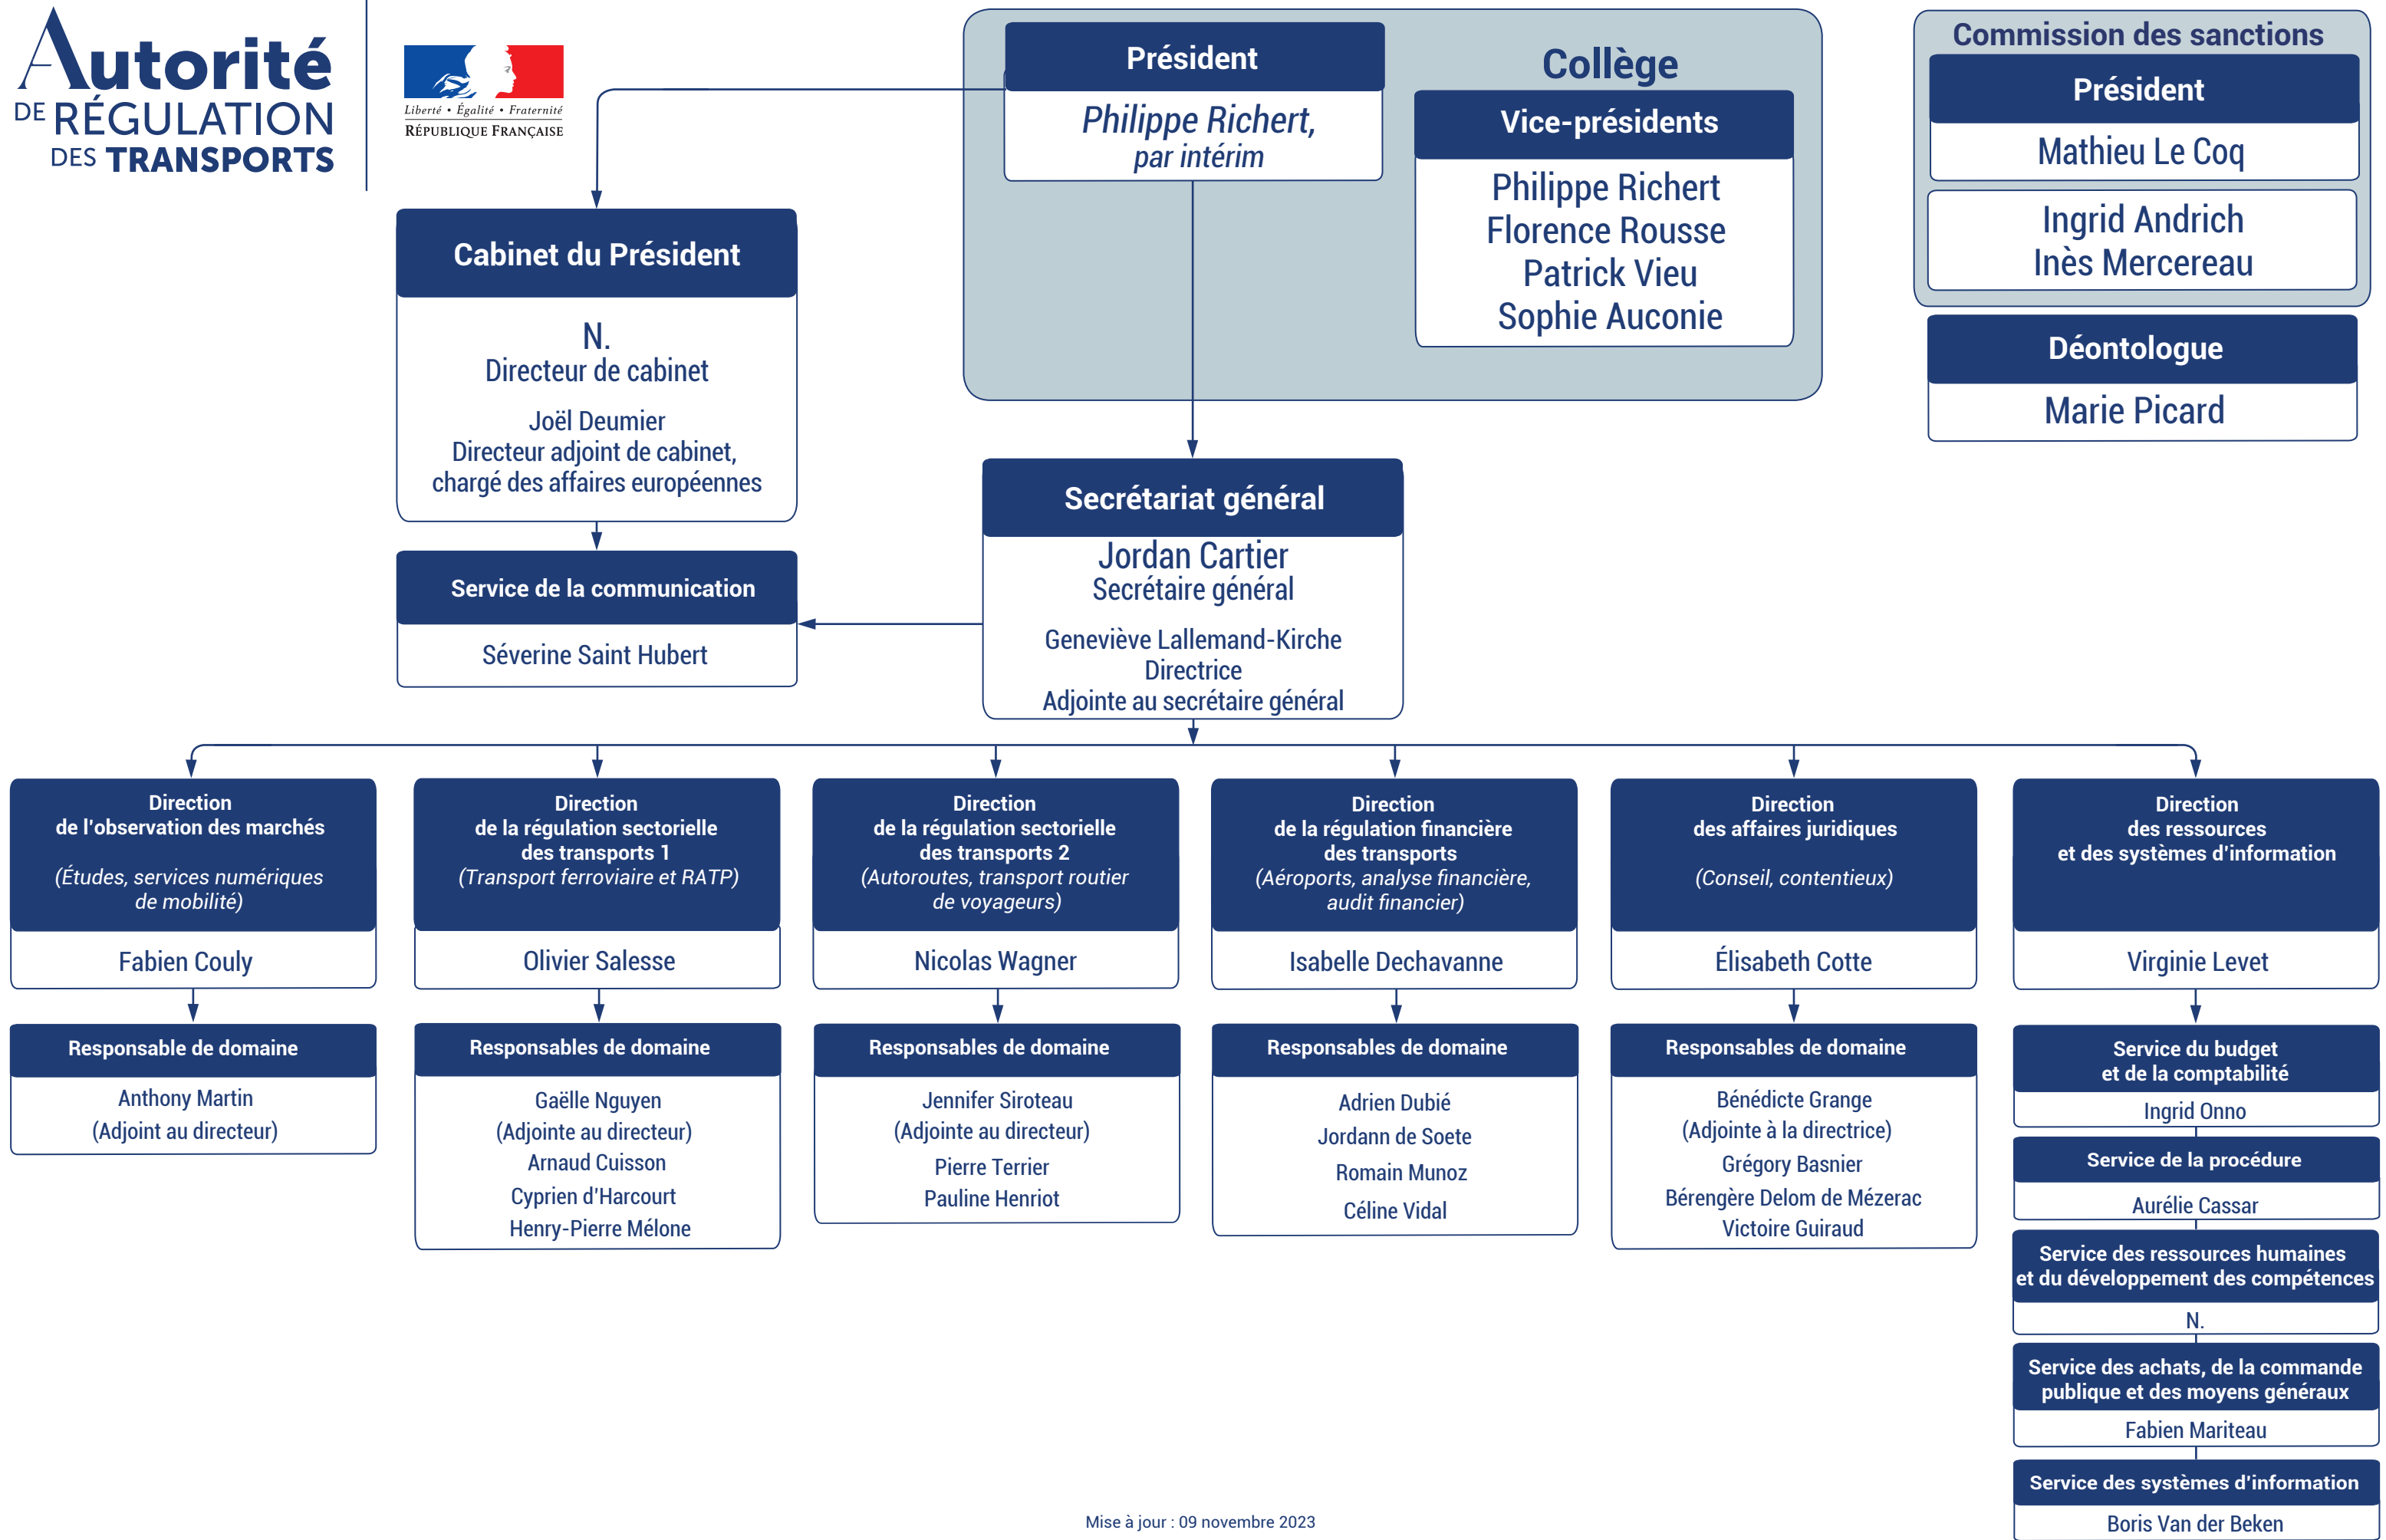 Autorité
DE RÉGULATION
DES TRANSPORTS
Liberté • Égalité • Fraternité
RÉPUBLIQUE FRANÇAISE
Président
Philippe Richert,
par intérim
Collège
Vice-présidents
Philippe Richert
Florence Rousse
Patrick Vieu
Sophie Auconie
Commission des sanctions
Président
Mathieu Le Coq
Ingrid Andrich
Inès Mercereau
Déontologue
Marie Picard
Cabinet du Président
N.
Directeur de cabinet
Joël Deumier
Directeur adjoint de cabinet,
chargé des affaires européennes
Service de la communication
Séverine Saint Hubert
Secrétariat général
Jordan Cartier
Secrétaire général
Geneviève Lallemand-Kirche
Directrice
Adjointe au secrétaire général
Direction
de l'observation des marchés
(Études, services numériques
de mobilité)
Fabien Couly
Responsable de domaine
Anthony Martin
(Adjoint au directeur)
Direction
de la régulation sectorielle
des transports 1
(Transport ferroviaire et RATP)
Olivier Salesse
Responsables de domaine
Gaëlle Nguyen
(Adjointe au directeur)
Arnaud Cuisson
Cyprien d'Harcourt
Henry-Pierre Mélone
Direction
de la régulation sectorielle
des transports 2
(Autoroutes, transport routier
de voyageurs)
Nicolas Wagner
Responsables de domaine
Jennifer Siroteau
(Adjointe au directeur)
Pierre Terrier
Pauline Henriot
Direction
de la régulation financière
des transports
(Aéroports, analyse financière,
audit financier)
Isabelle Dechavanne
Responsables de domaine
Adrien Dubié
Jordann de Soete
Romain Munoz
Céline Vidal
Direction
des affaires juridiques
(Conseil, contentieux)
Élisabeth Cotte
Responsables de domaine
Bénédicte Grange
(Adjointe à la directrice)
Grégory Basnier
Bérengère Delom de Mézerac
Victoire Guiraud
Direction
des ressources
et des systèmes d'information
Virginie Levet
Service du budget
et de la comptabilité
Ingrid Onno
Service de la procédure
Aurélie Cassar
Service des ressources humaines
et du développement des compétences
N.
Service des achats, de la commande
publique et des moyens généraux
Fabien Mariteau
Service des systèmes d'information
Boris Van der Beken
Mise à jour : 09 novembre 2023